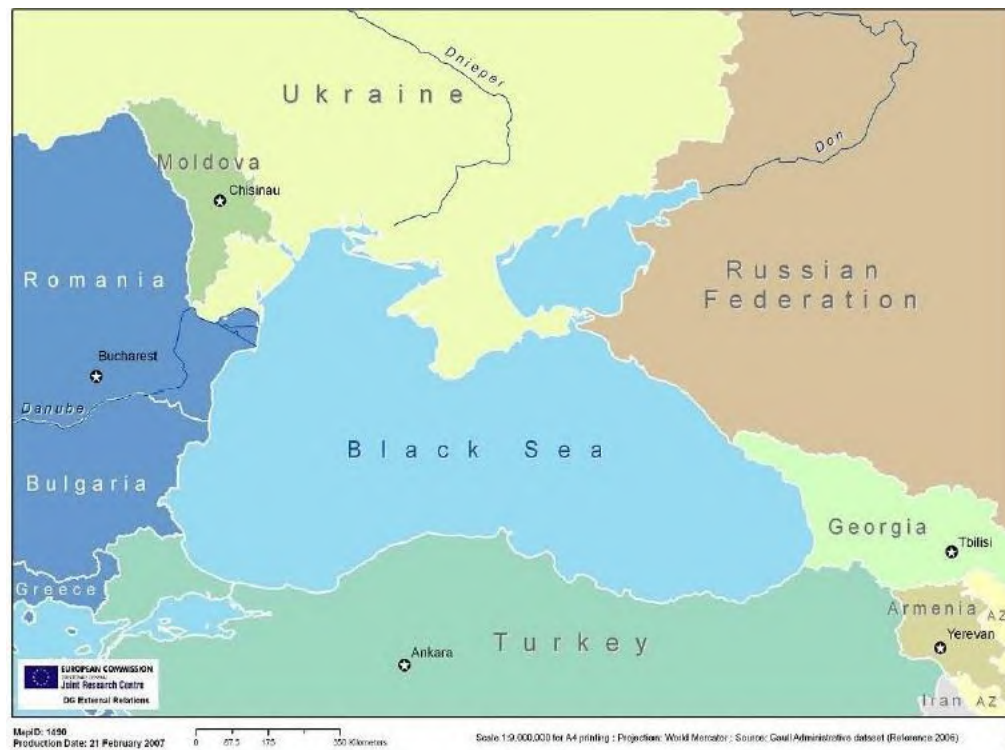 Dnieper
Ukraine
Don
Moldova
Chisinau
Romania
Russian
Federation
Bucharest
Danube
Black Sea
Bulgaria
Georgia
Tbilisi
Greece
Armenia
AZ
Turkey
Yerevan
Ankara
Iran
AZ
EUROPEAN COMMISSION
Joint Research Centre
DG External Relations
MapID: 1490
Production Date: 21 February 2007
0 87.5 175 350 Kilometers
Scale 1:9,000,000 for A4 printing ; Projection: World Mercator ; Source: Gaul Administrative dataset (Reference 2006)